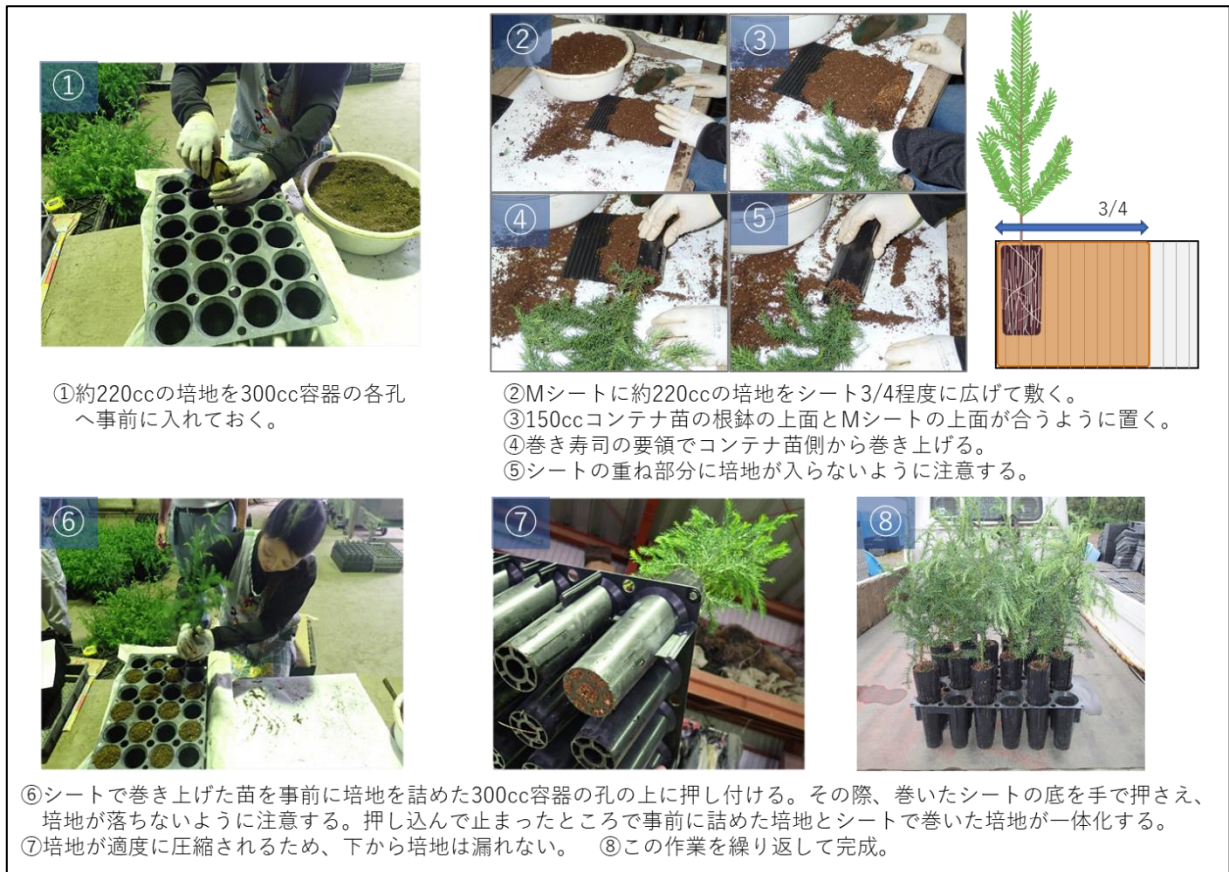 ①
②
③
④
⑤
3/4
①約220ccの培地を300cc容器の各孔
へ事前に入れておく。
②Mシートに約220ccの培地をシート3/4程度に広げて敷く。
③150ccコンテナ苗の根鉢の上面とMシートの上面が合うように置く。
④巻き寿司の要領でコンテナ苗側から巻き上げる。
⑤シートの重ね部分に培地が入らないように注意する。
⑥
⑦
⑧
⑥シートで巻き上げた苗を事前に培地を詰めた300cc容器の孔の上に押し付ける。その際、巻いたシートの底を手で押さえ、
培地が落ちないように注意する。押し込んで止まったところで事前に詰めた培地とシートで巻いた培地が一体化する。
⑦培地が適度に圧縮されるため、下から培地は漏れない。 ⑧この作業を繰り返して完成。